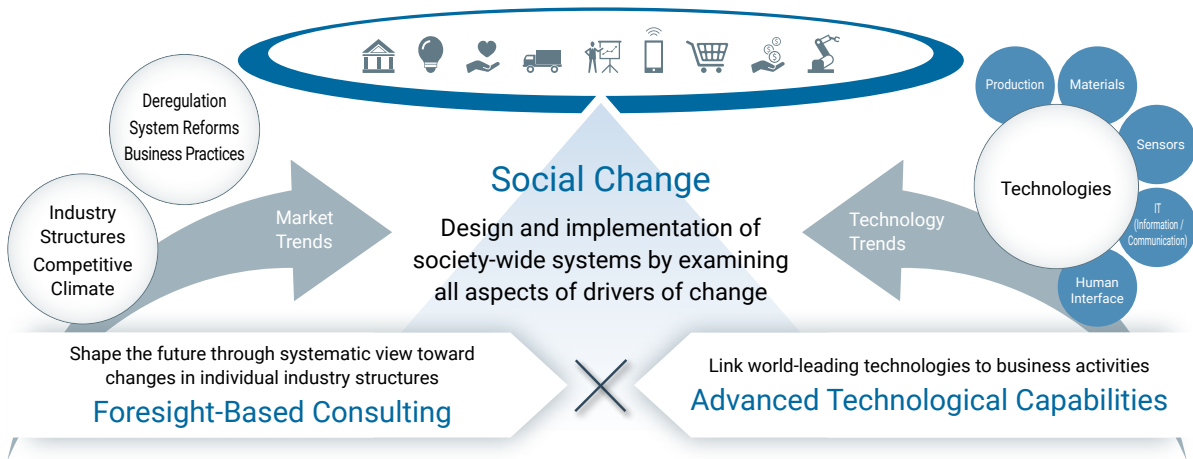 Deregulation
System Reforms
Business Practices
Industry
Structures
Competitive
Climate
Market
Trends
Social Change
Design and implementation of
society-wide systems by examining
all aspects of drivers of change
Technology
Trends
Technologies
Production
Materials
Sensors
IT
(Information /
Communication)
Human
Interface
Shape the future through systematic view toward
changes in individual industry structures
Foresight-Based Consulting
Link world-leading technologies to business activities
Advanced Technological Capabilities